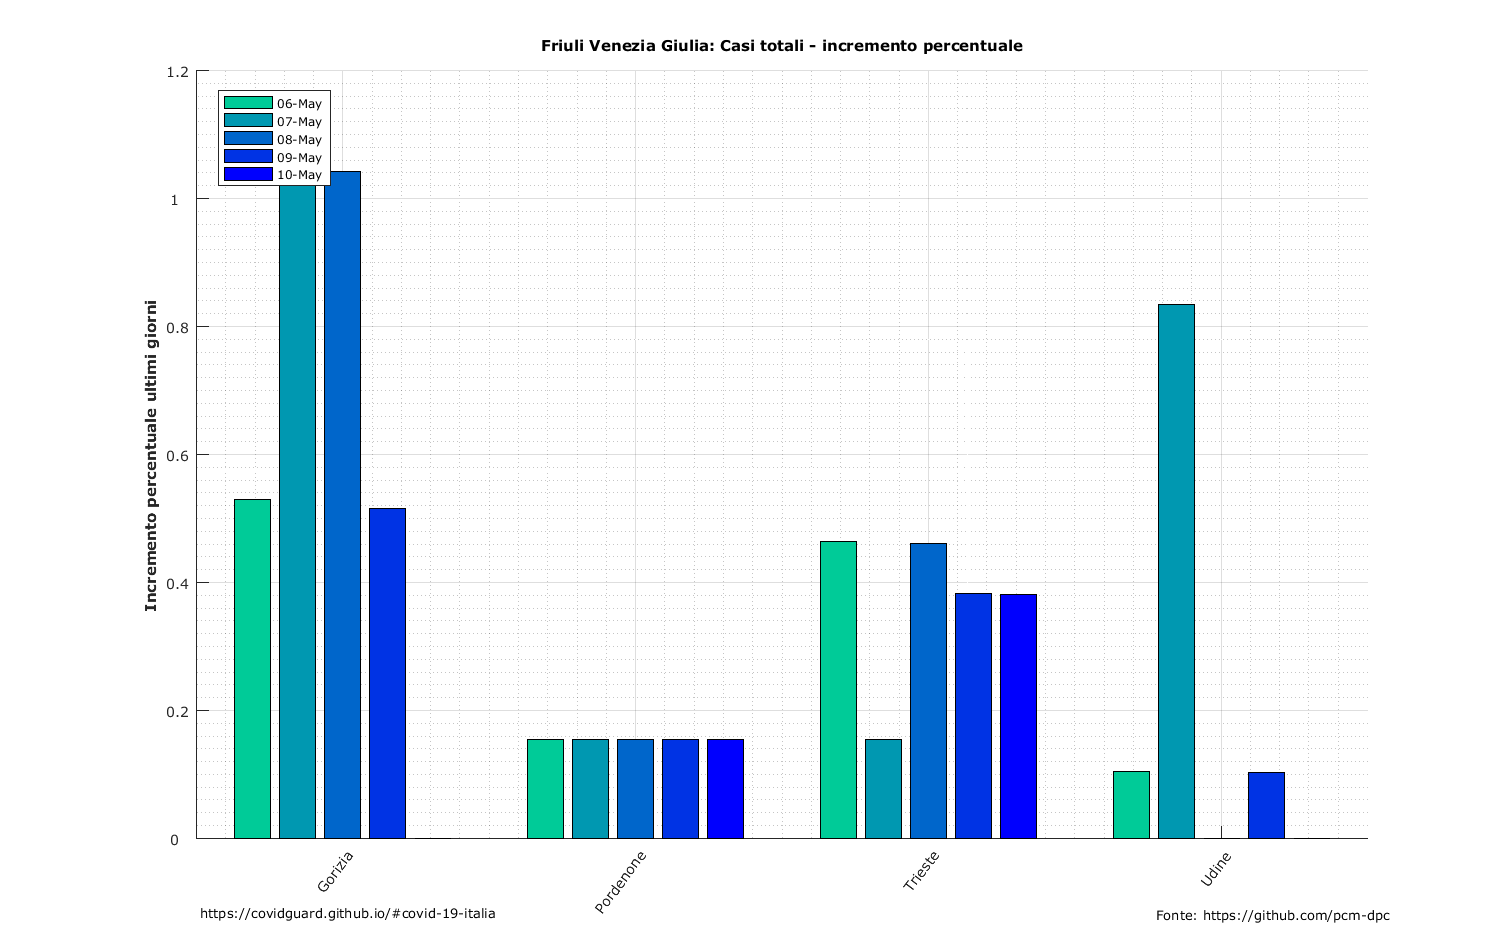 Friuli Venezia Giulia: Casi totali - incremento percentuale
Incremento percentuale ultimi giorni
1.2
1
0.8
0.6
0.4
0.2
0
06-May
07-May
08-May
09-May
10-May
Gorizia
Pordenone
Trieste
Udine
https://covidguard.github.io/#covid-19-italia
Fonte: https://github.com/pcm-dpc